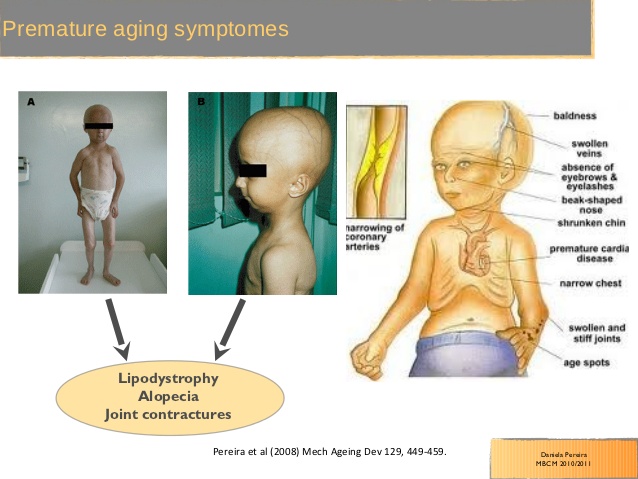 Premature aging symptomes
A
B
narrowing of
coronary
arteries
baldness
swollen
veins
absence of
eyebrows &
eyelashes
beak-shaped
nose
shrunken chin
premature cardia
disease
narrow chest
swollen and
stiff joints
age spots
Lipodystrophy
Alopecia
Joint contractures
Pereira et al (2008) Mech Ageing Dev 129, 449-459.
Daniela Pereira
MBCM 2010/2011